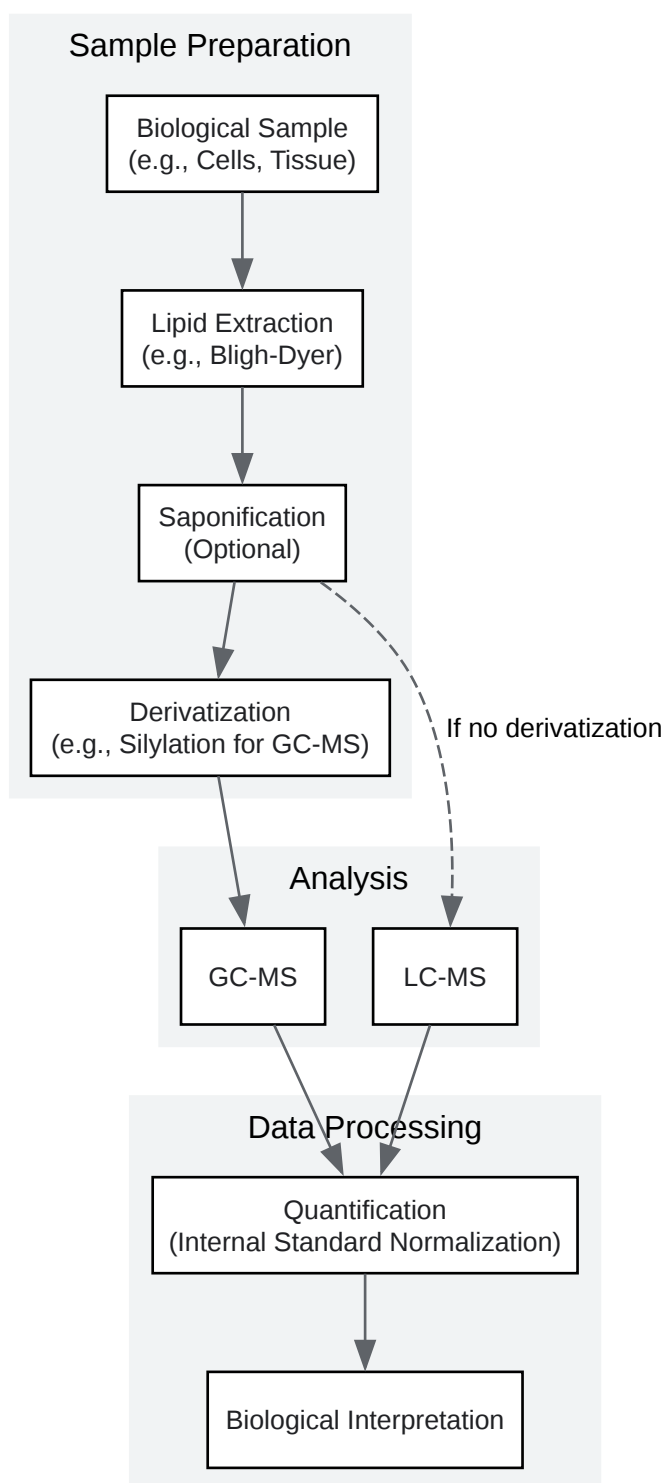 Sample Preparation
Biological Sample
(e.g., Cells, Tissue)
Lipid Extraction
(e.g., Bligh-Dyer)
Saponification
(Optional)
Derivatization
(e.g., Silylation for GC-MS)
If no derivatization
Analysis
GC-MS
LC-MS
Data Processing
Quantification
(Internal Standard Normalization)
Biological Interpretation